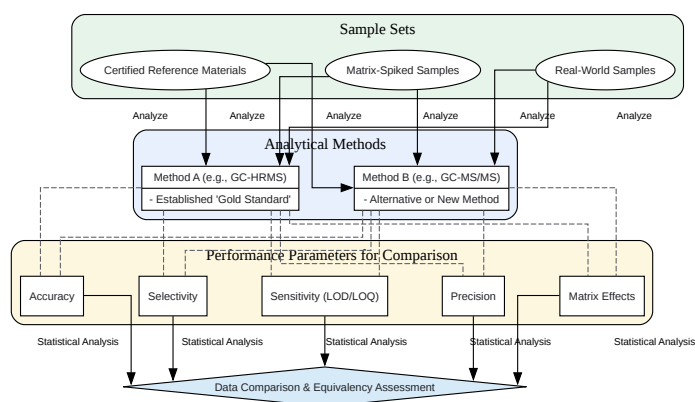 Sample Sets
Certified Reference Materials
Matrix-Spiked Samples
Real-World Samples
Analyze
Analyze
Analyze
Analyze
Analyze
Analytical Methods
Method A (e.g., GC-HRMS)
- Established 'Gold Standard'
Method B (e.g., GC-MS/MS)
- Alternative or New Method
Performance Parameters for Comparison
Accuracy
Selectivity
Sensitivity (LOD/LOQ)
Precision
Matrix Effects
Statistical Analysis
Statistical Analysis
Statistical Analysis
Statistical Analysis
Statistical Analysis
Data Comparison & Equivalency Assessment